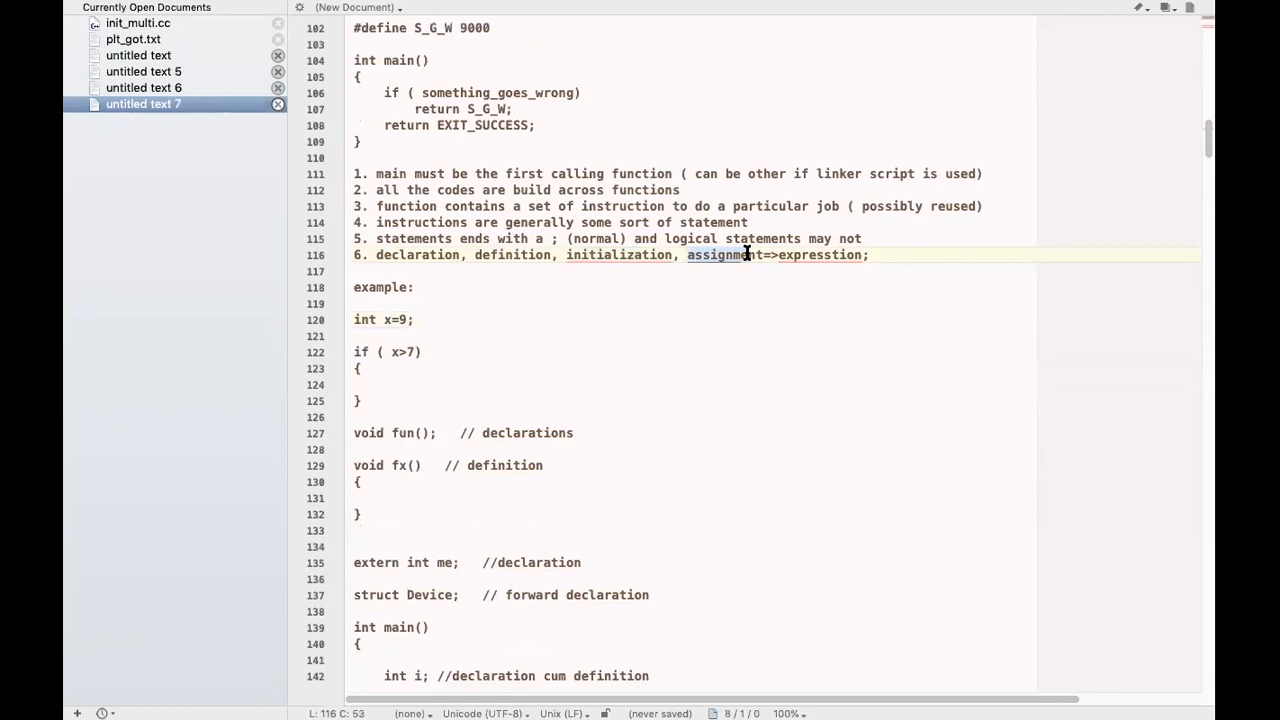 Currently Open Documents
(New Document)
init_multi.cc
plt_got.txt
untitled text
untitled text 5
untitled text 6
untitled text 7
102 #define S_G_W 9000
103
104 int main()
105 {
106 if ( something_goes_wrong)
107 return S_G_W;
108 return EXIT_SUCCESS;
109 }
110
111 1. main must be the first calling function ( can be other if linker script is used)
112 2. all the codes are build across functions
113 3. function contains a set of instruction to do a particular job ( possibly reused)
114 4. instructions are generally some sort of statement
115 5. statements ends with a ; (normal) and logical statements may not
116 6. declaration, definition, initialization, assignment=>expresstion;
117
118 example:
119
120 int x=9;
121
122 if ( x>7)
123 {
124
125 }
126
127 void fun(); // declarations
128
129 void fx() // definition
130 {
131
132 }
133
134
135 extern int me; //declaration
136
137 struct Device; // forward declaration
138
139 int main()
140 {
141
142 int i; //declaration cum definition
L: 116 C: 53 (none) Unicode (UTF-8) Unix (LF) (never saved) 8 / 1 / 0 100%